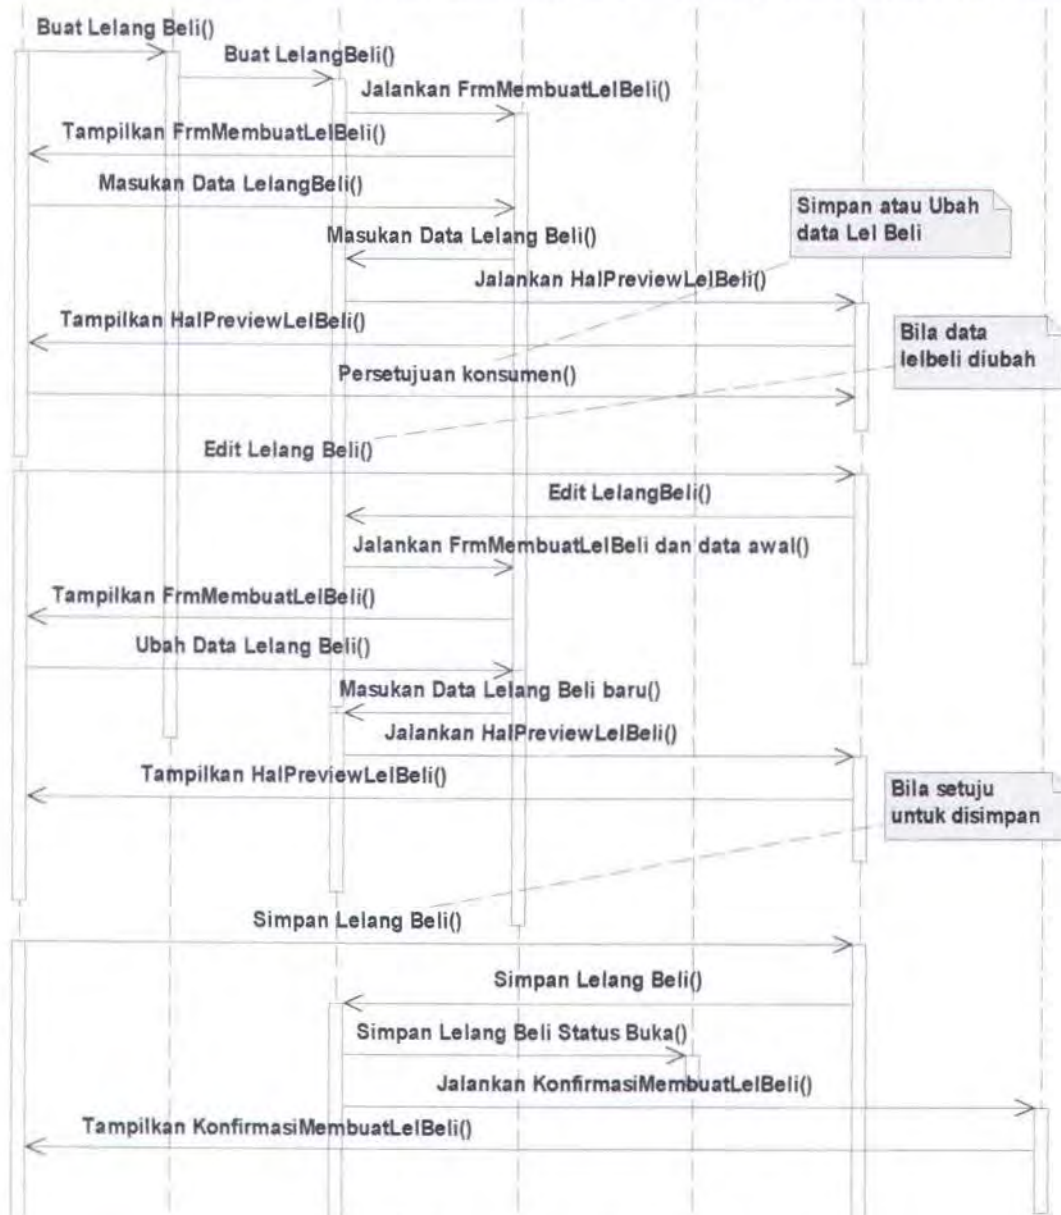 Buat Lelang Beli()
Buat LelangBeli()
Jalankan FrmMembuatLelBeli()
Tampilkan FrmMembuatLelBeli()
Masukan Data LelangBeli()
Simpan atau Ubah
data Lel Beli
Masukan Data Lelang Beli()
Jalankan HalPreviewLelBeli()
Tampilkan HalPreviewLelBeli()
Bila data
lelbeli diubah
Persetujuan konsumen()
Edit Lelang Beli()
Edit LelangBeli()
Jalankan FrmMembuatLelBeli dan data awal()
Tampilkan FrmMembuatLelBeli()
Ubah Data Lelang Beli()
Masukan Data Lelang Beli baru()
Jalankan HalPreviewLelBeli()
Tampilkan HalPreviewLelBeli()
Bila setuju
untuk disimpan
Simpan Lelang Beli()
Simpan Lelang Beli()
Simpan Lelang Beli Status Buka()
Jalankan KonfirmasiMembuatLelBeli()
Tampilkan KonfirmasiMembuatLelBeli()